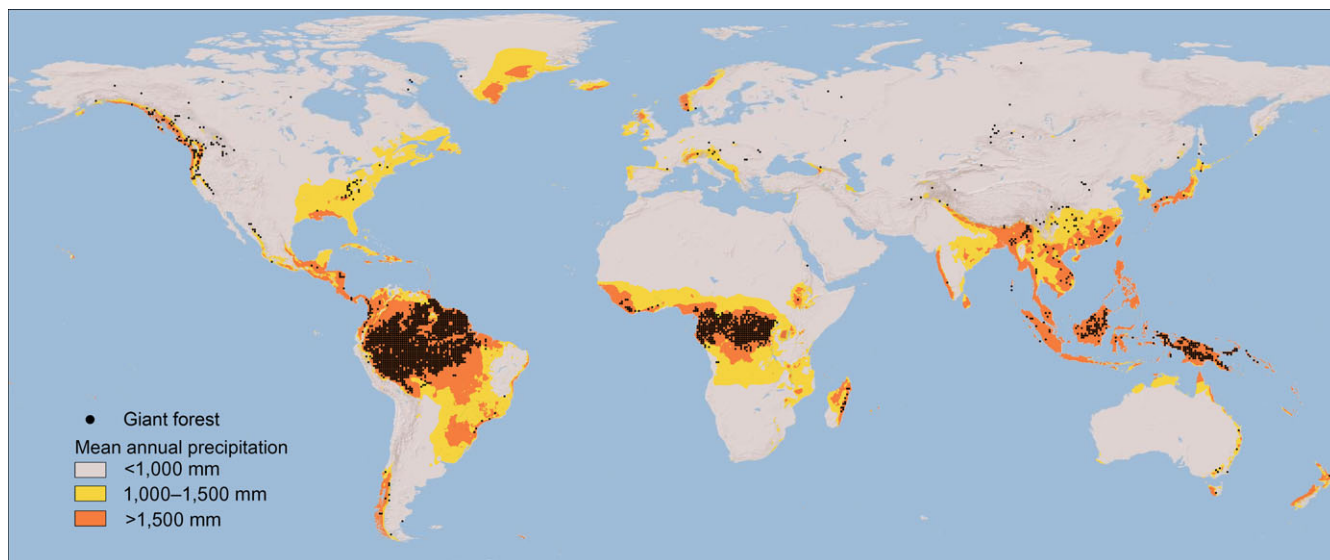 Giant forest
Mean annual precipitation
<1,000 mm
1,000–1,500 mm
>1,500 mm